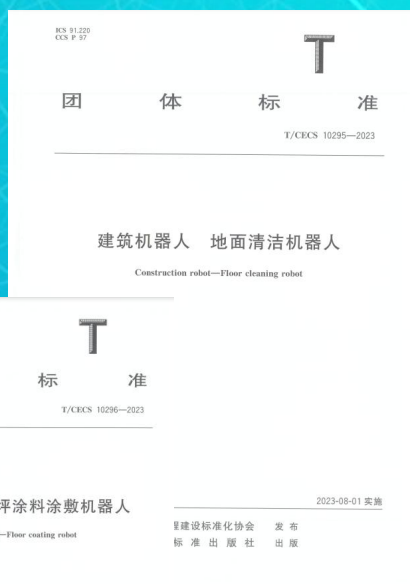 ICS 91.220
CCS P 97
T
团 体 标 准
T/CECS 10295—2023
建筑机器人 地面清洁机器人
Construction robot—Floor cleaning robot
T
标 准
T/CECS 10296—2023
坪涂料涂敷机器人
—Floor coating robot
2023-08-01 实施
程建设标准化协会 发 布
标 准 出 版 社 出 版